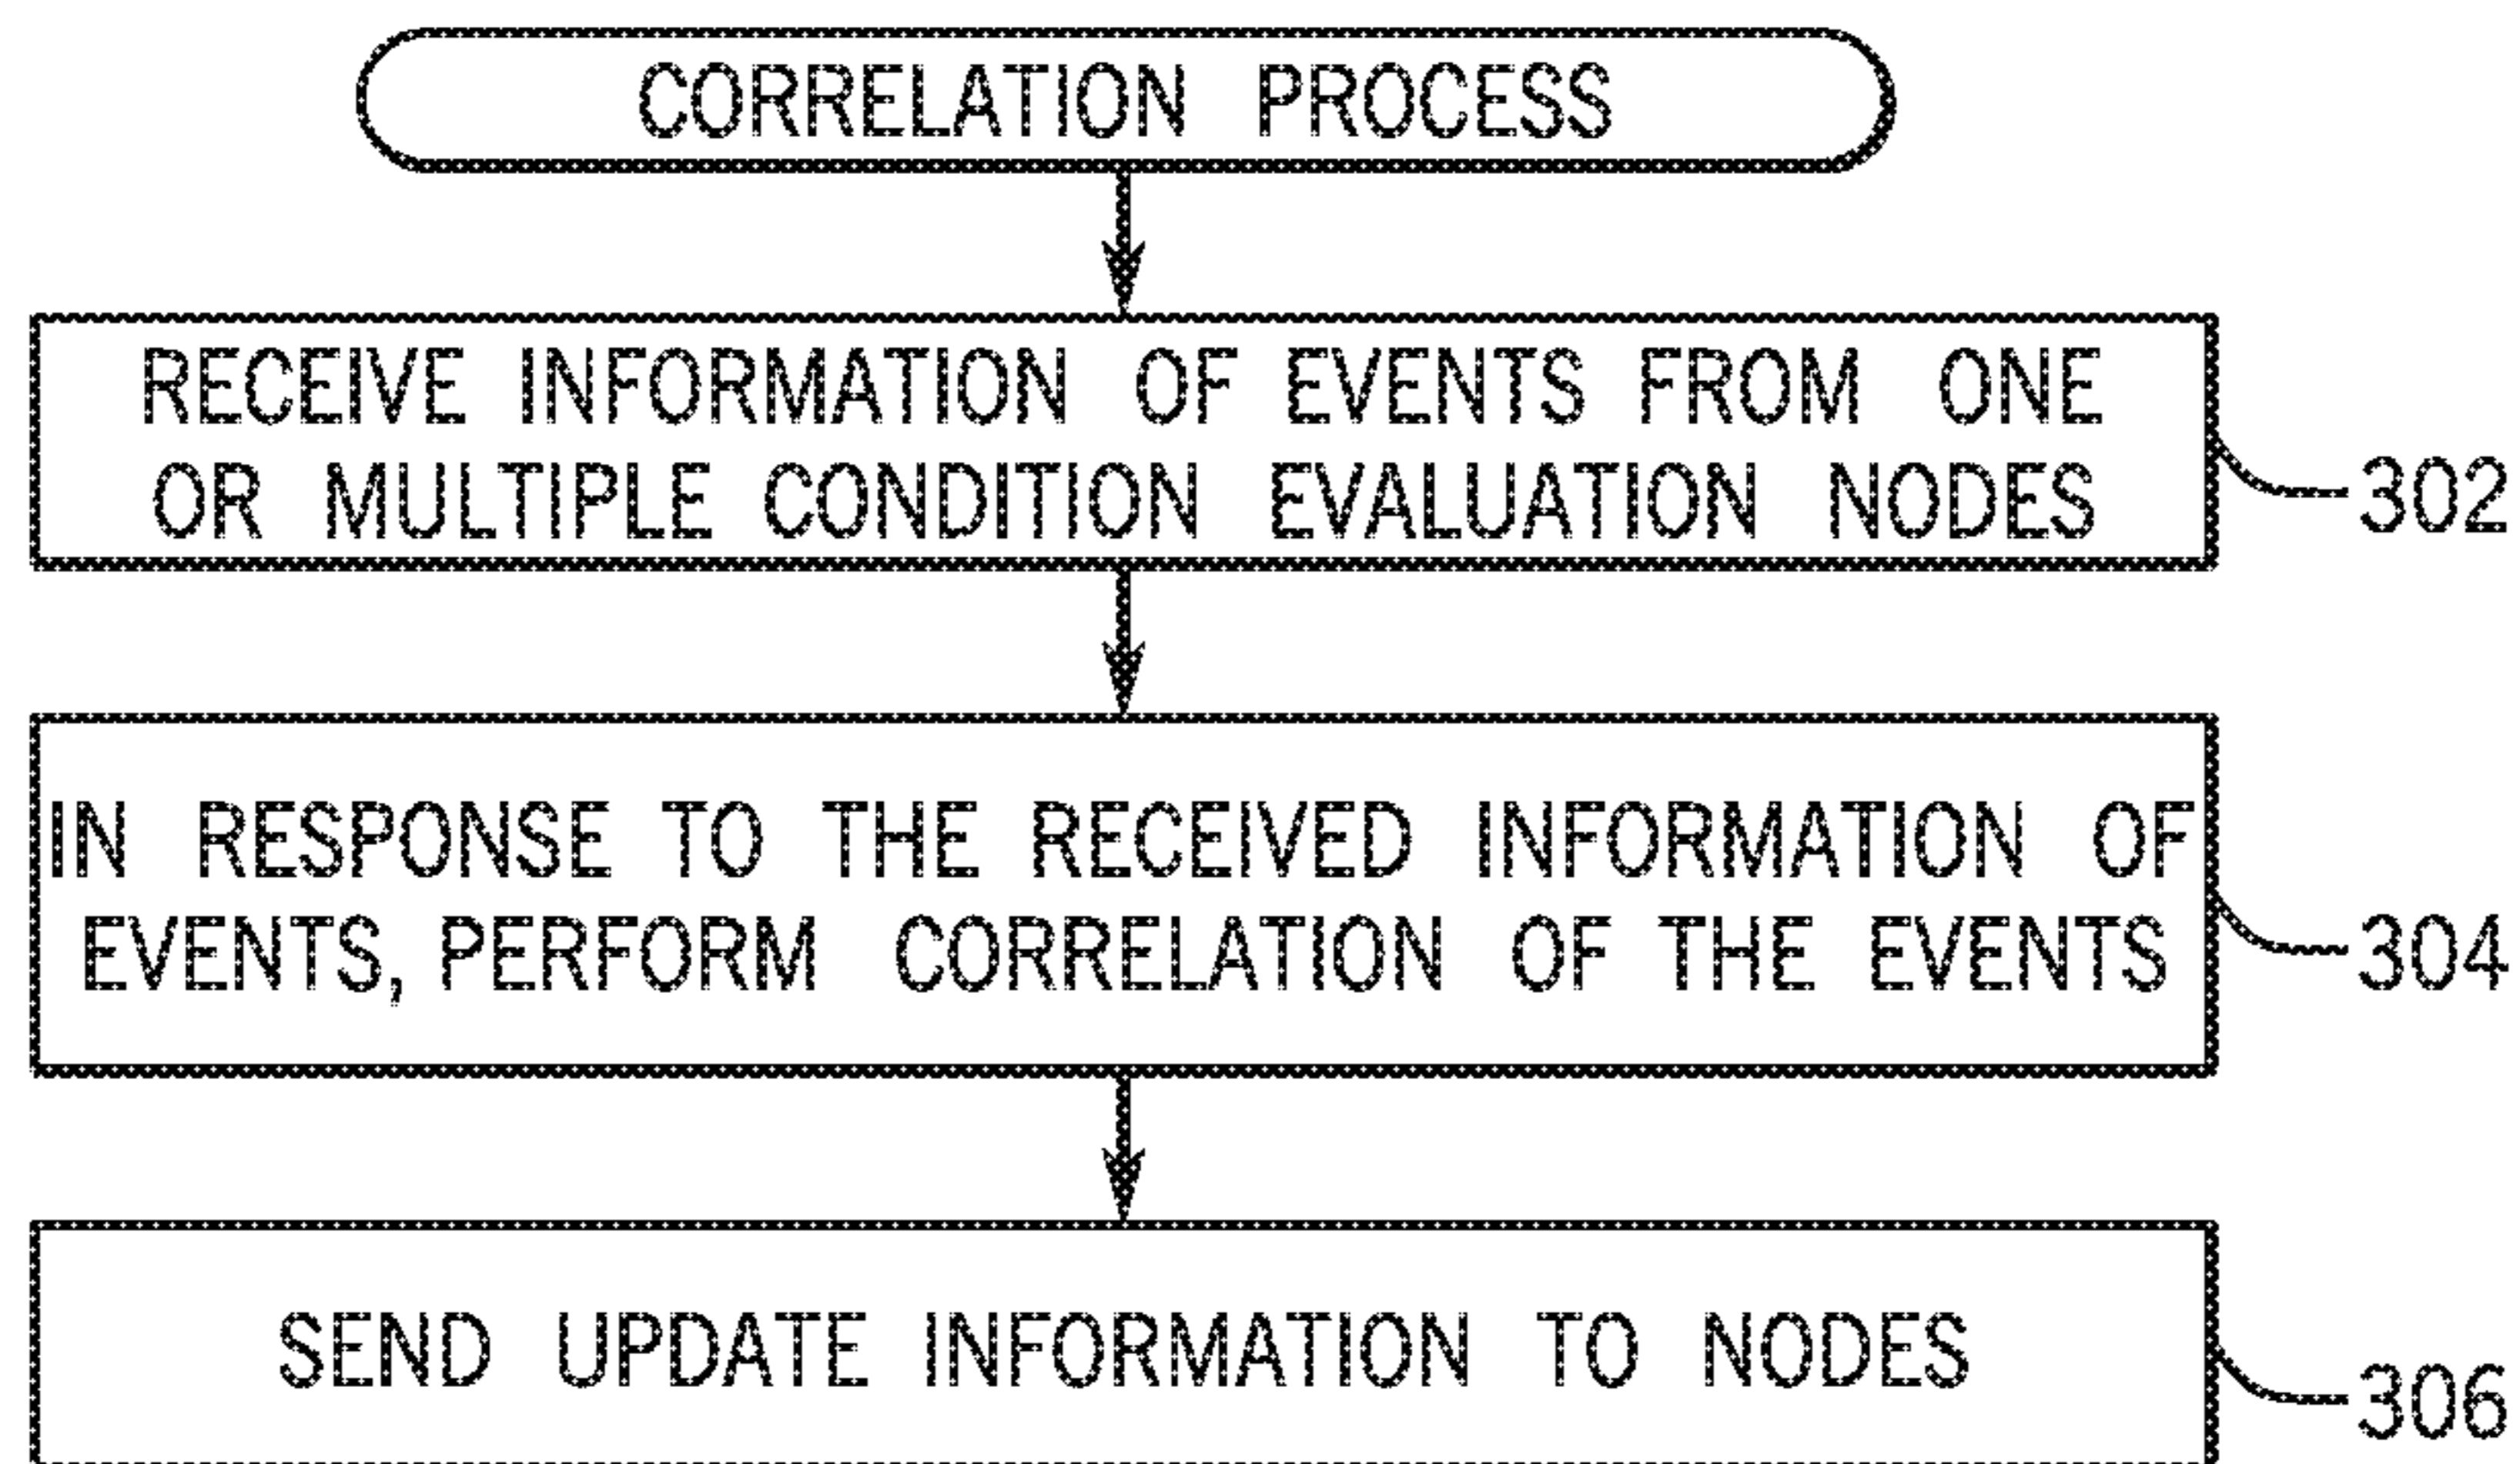 CORRELATION PROCESS
RECEIVE INFORMATION OF EVENTS FROM ONE
OR MULTIPLE CONDITION EVALUATION NODES
302
IN RESPONSE TO THE RECEIVED INFORMATION OF
EVENTS, PERFORM CORRELATION OF THE EVENTS
304
SEND UPDATE INFORMATION TO NODES
306